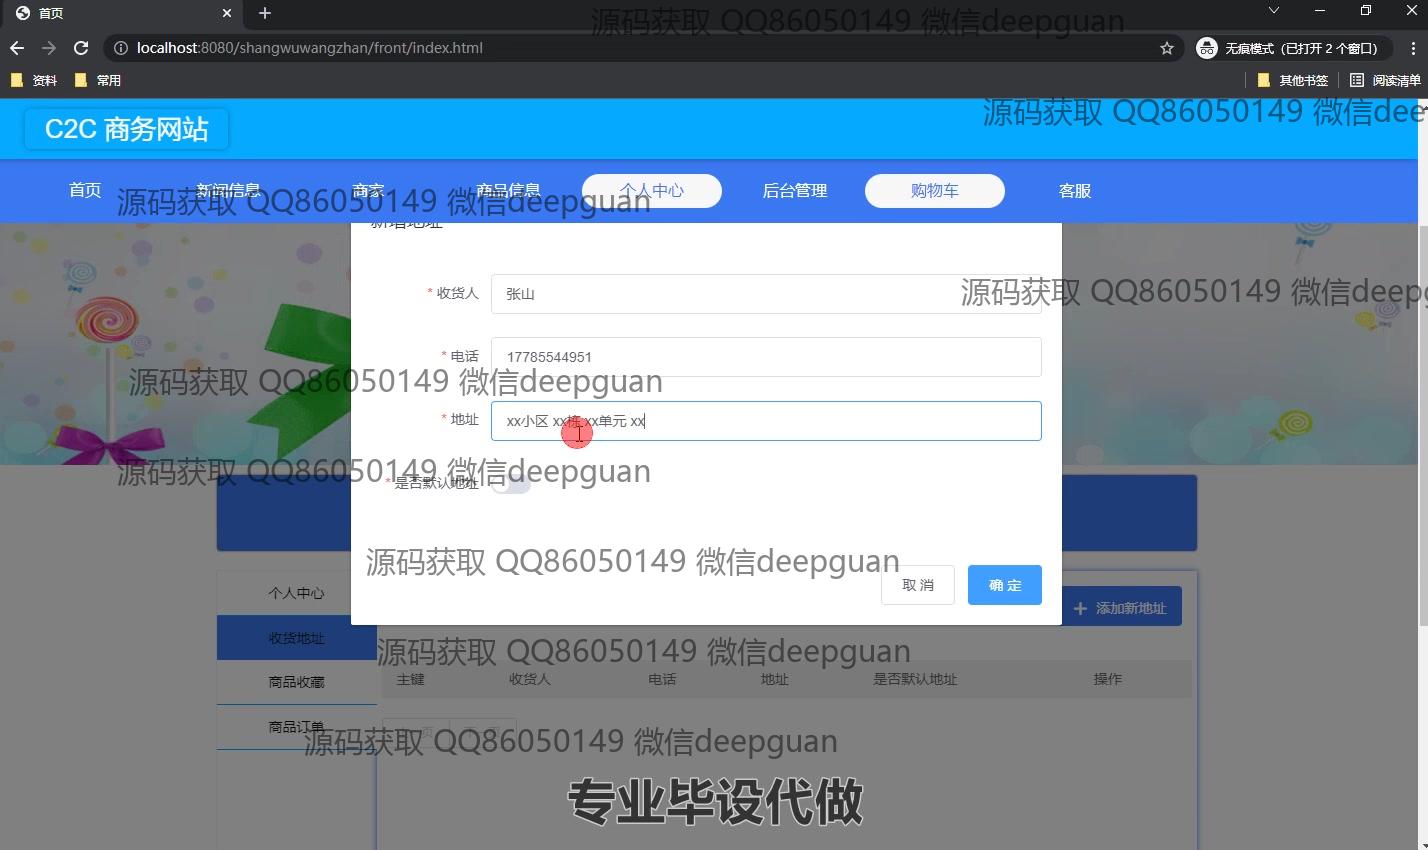 首页
localhost:8080/shangwuwangzhan/front/index.html
无痕模式（已打开 2 个窗口）
资料
常用
其他书签
阅读清单
源码获取 QQ86050149 微信deepguan
C2C 商务网站
源码获取 QQ86050149 微信dee
首页
新闻信息
商家
商品信息
个人中心
后台管理
购物车
客服
源码获取 QQ86050149 微信deepguan
新增地址
* 收货人
张山
源码获取 QQ86050149 微信deepg
* 电话
17785544951
源码获取 QQ86050149 微信deepguan
* 地址
xx小区 xx栋 xx单元 xx
源码获取 QQ86050149 微信deepguan
* 是否默认地址
源码获取 QQ86050149 微信deepguan
取 消
确 定
个人中心
添加新地址
收货地址
源码获取 QQ86050149 微信deepguan
商品收藏
主键
收货人
电话
地址
是否默认地址
操作
商品订单
源码获取 QQ86050149 微信deepguan
专业毕设代做